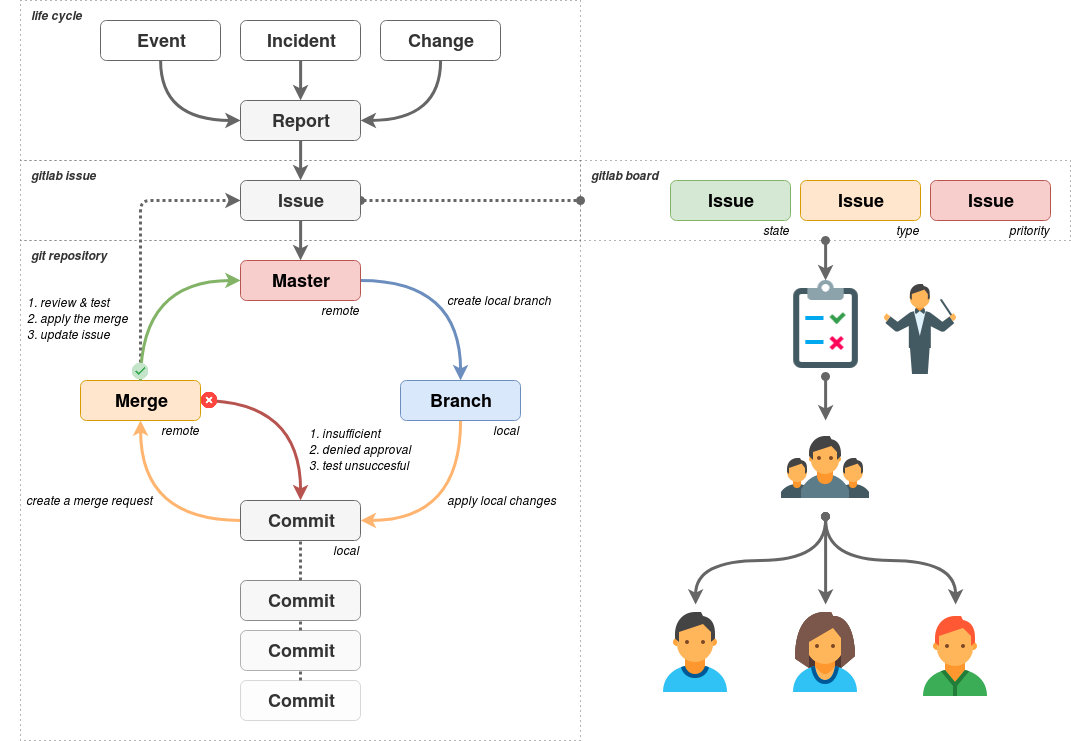 life cycle
Event
Incident
Change
Report
gitlab issue
Issue
gitlab board
Issue
state
Issue
type
Issue
pritority
git repository
Master
remote
1. review & test
2. apply the merge
3. update issue
create local branch
Merge
remote
Branch
local
1. insufficient
2. denied approval
3. test unsuccesful
create a merge request
apply local changes
Commit
local
Commit
Commit
Commit